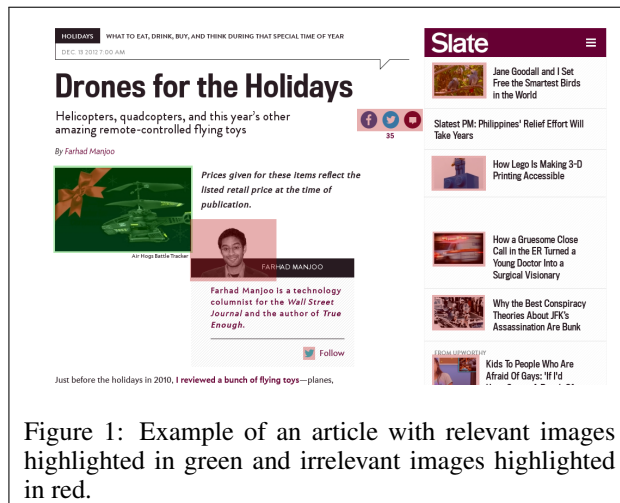 HOLIDAYS WHAT TO EAT, DRINK, BUY, AND THINK DURING THAT SPECIAL TIME OF YEAR
DEC. 19 2012 7:00 AM
Drones for the Holidays
Helicopters, quadcopters, and this year's other
amazing remote-controlled flying toys
35
By Farhad Manjoo
Prices given for these items reflect the
listed retail price at the time of
publication.
Air Hogs Battle Tracker
FARHAD MANJOO
Farhad Manjoo is a technology
columnist for the Wall Street
Journal and the author of True
Enough.
Follow
Just before the holidays in 2010, I reviewed a bunch of flying toys—planes,
Slate
Jane Goodall and I Set
Free the Smartest Birds
in the World
Slatest PM: Philippines' Relief Effort Will
Take Years
How Lego Is Making 3-D
Printing Accessible
How a Gruesome Close
Call in the ER Turned a
Young Doctor Into a
Surgical Visionary
Why the Best Conspiracy
Theories About JFK's
Assassination Are Bunk
FROM UPWORTHY
Kids To People Who Are
Afraid Of Gays: 'If I'd
Figure 1: Example of an article with relevant images
highlighted in green and irrelevant images highlighted
in red.